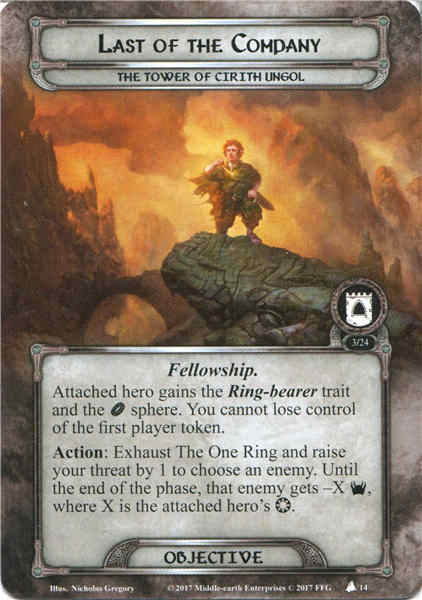 Last of the Company
The Tower of Cirith Ungol
3/24
Fellowship.
Attached hero gains the Ring-bearer trait
and the sphere. You cannot lose control
of the first player token.
Action: Exhaust The One Ring and raise
your threat by 1 to choose an enemy. Until
the end of the phase, that enemy gets –X ,
where X is the attached hero's .
Objective
Illus. Nicholas Gregory
©2017 Middle-earth Enterprises © 2017 FFG
14